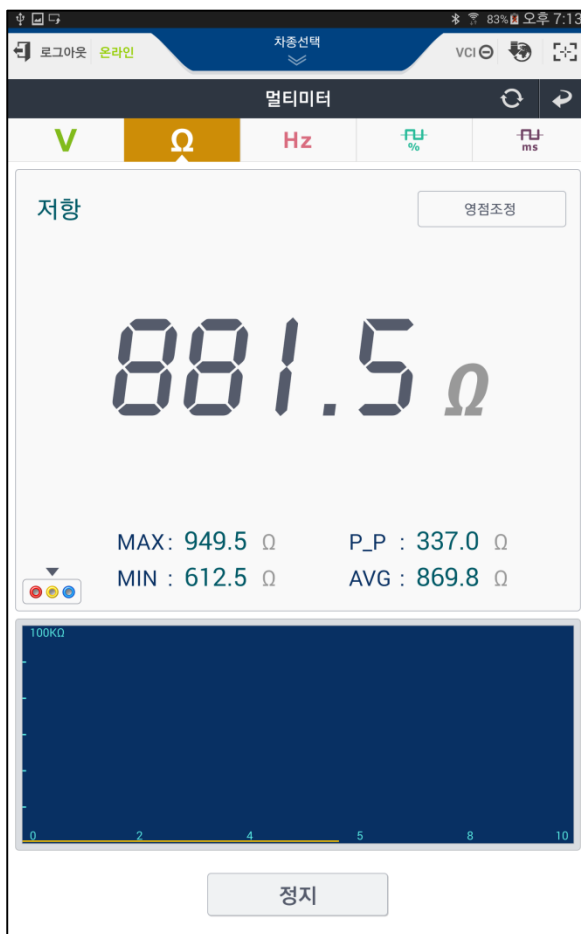 83% 오후 7:13
로그아웃 온라인 차종선택 VCI
멀티미터
V Ω Hz % ms
저항 영점조정
881.5 Ω
MAX: 949.5 Ω P_P : 337.0 Ω
MIN : 612.5 Ω AVG : 869.8 Ω
100KΩ
0 2 4 5 8 10
정지